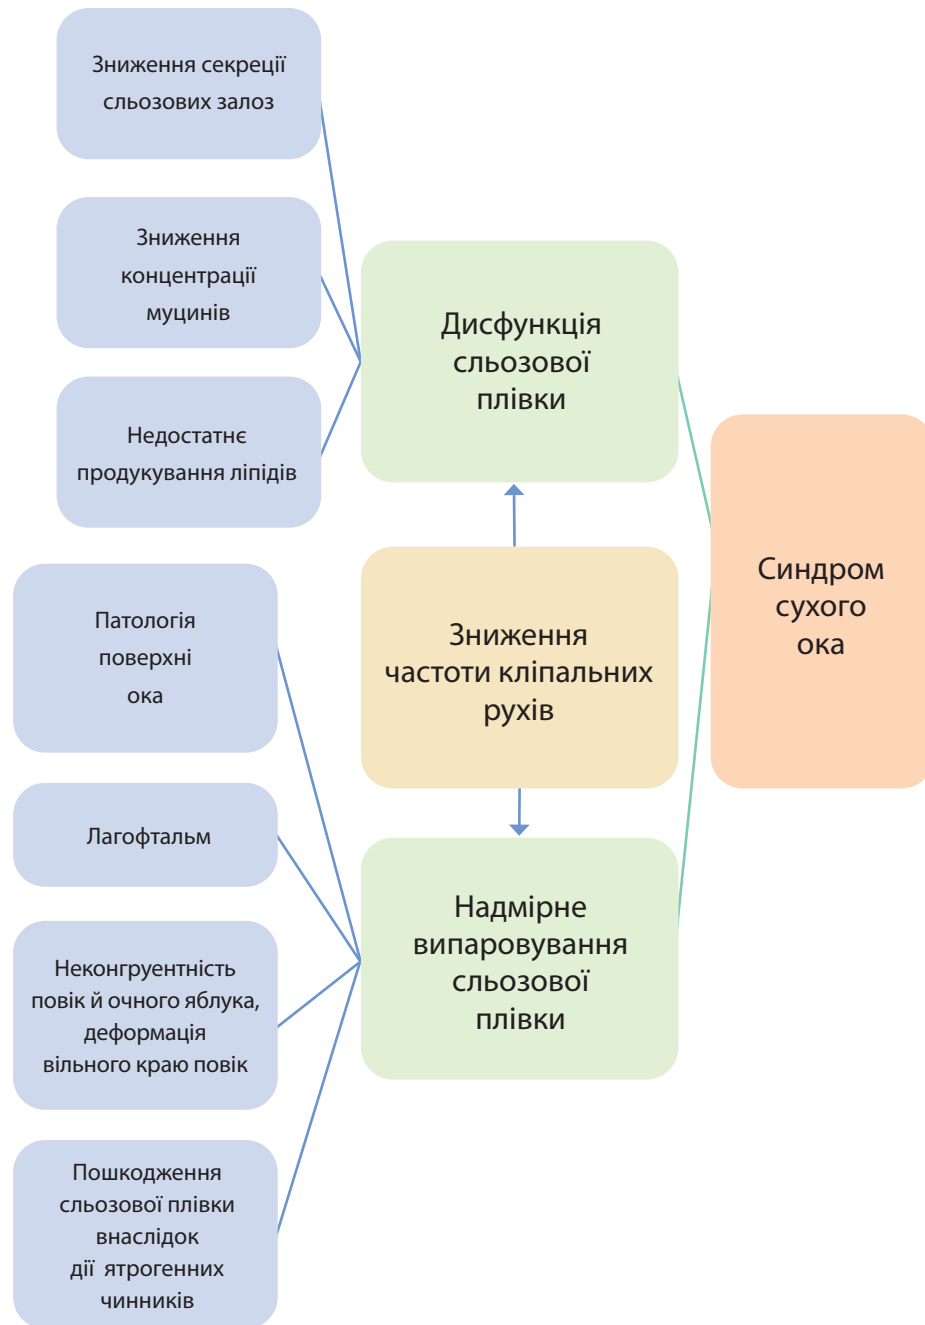 Зниження секреції
сльозових залоз
Зниження
концентрації
муцинів
Недостатнє
продукування ліпідів
Патологія
поверхні
ока
Лагофтальм
Неконгруентність
повік й очного яблука,
деформація
вільного краю повік
Пошкодження
сльозової плівки
внаслідок
дії ятрогенних
чинників
Дисфункція
сльозової
плівки
Зниження
частоти кліпальних
рухів
Надмірне
випаровування
сльозової
плівки
Синдром
сухого
ока